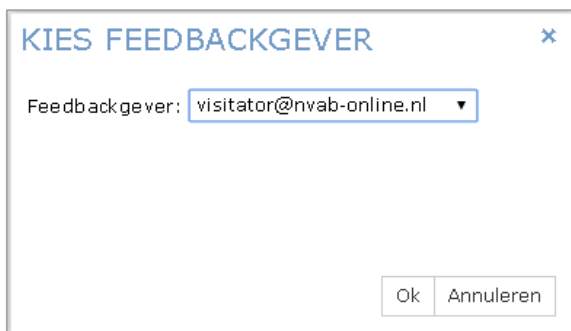 KIES FEEDBACKGEVER ×
Feedbackgever: visitator@nvab-online.nl ▼
Ok Annuleren